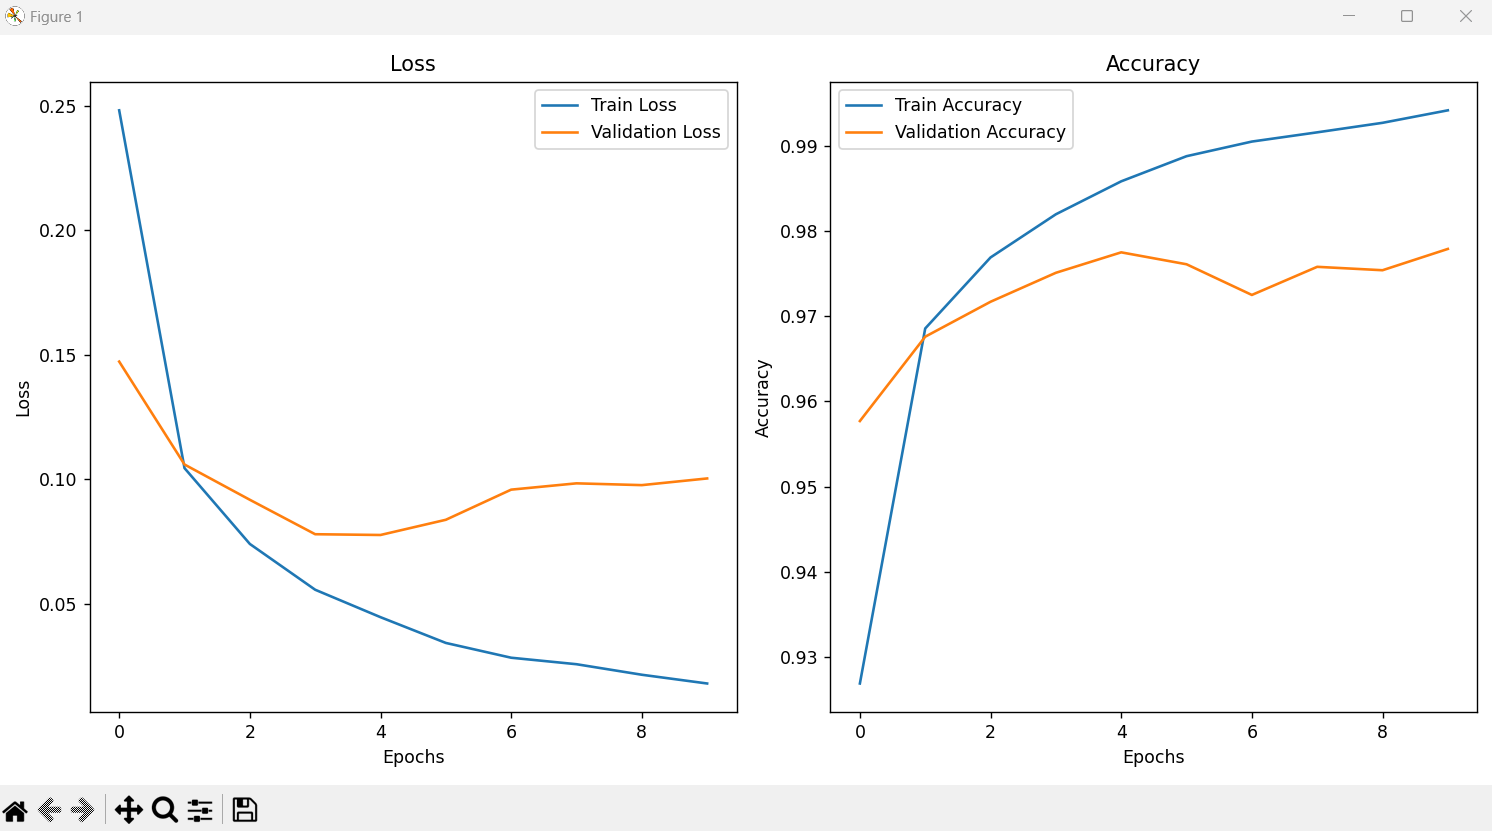 Figure 1
Loss
Train Loss
Validation Loss
0.25
0.20
0.15
0.10
0.05
Loss
0 2 4 6 8
Epochs
Accuracy
Train Accuracy
Validation Accuracy
0.99
0.98
0.97
0.96
0.95
0.94
0.93
Accuracy
0 2 4 6 8
Epochs